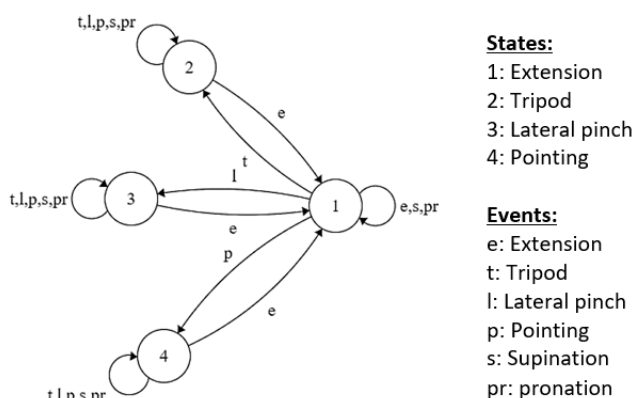 t,l,p,s,pr
2
e
t
l
t,l,p,s,pr
3
1
e,s,pr
e
p
e
4
t,l,p,s,pr
States:
1: Extension
2: Tripod
3: Lateral pinch
4: Pointing
Events:
e: Extension
t: Tripod
l: Lateral pinch
p: Pointing
s: Supination
pr: pronation